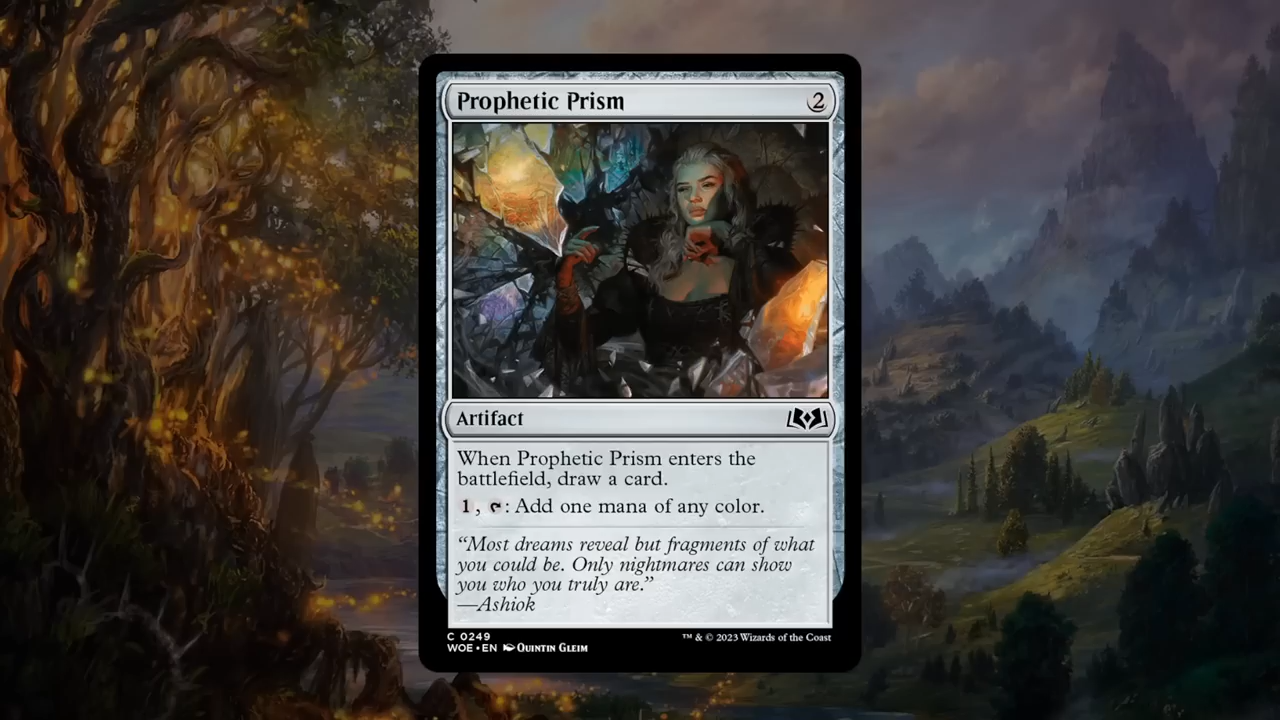 Prophetic Prism 2
Artifact
When Prophetic Prism enters the
battlefield, draw a card.
1, : Add one mana of any color.
“Most dreams reveal but fragments of what
you could be. Only nightmares can show
you who you truly are.”
—Ashiok
C 0249
™ & © 2023 Wizards of the Coast
WOE • EN Quintin Gleim